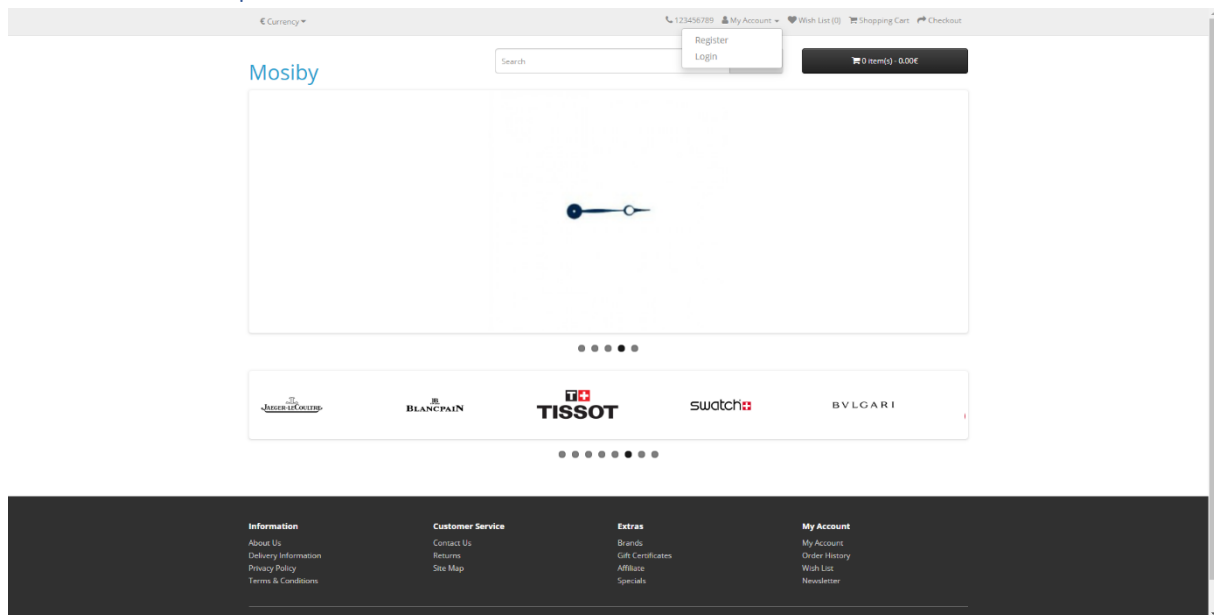 € Currency
123456789 My Account Wish List (0) Shopping Cart Checkout
Register
Login
Mosiby
Search
0 item(s) - 0.00€
JAEGER-LECOULTRE
BLANCPAIN
TISSOT
swatch
BVLGARI
Information
About Us
Delivery Information
Privacy Policy
Terms & Conditions
Customer Service
Contact Us
Returns
Site Map
Extras
Brands
Gift Certificates
Affiliate
Specials
My Account
My Account
Order History
Wish List
Newsletter